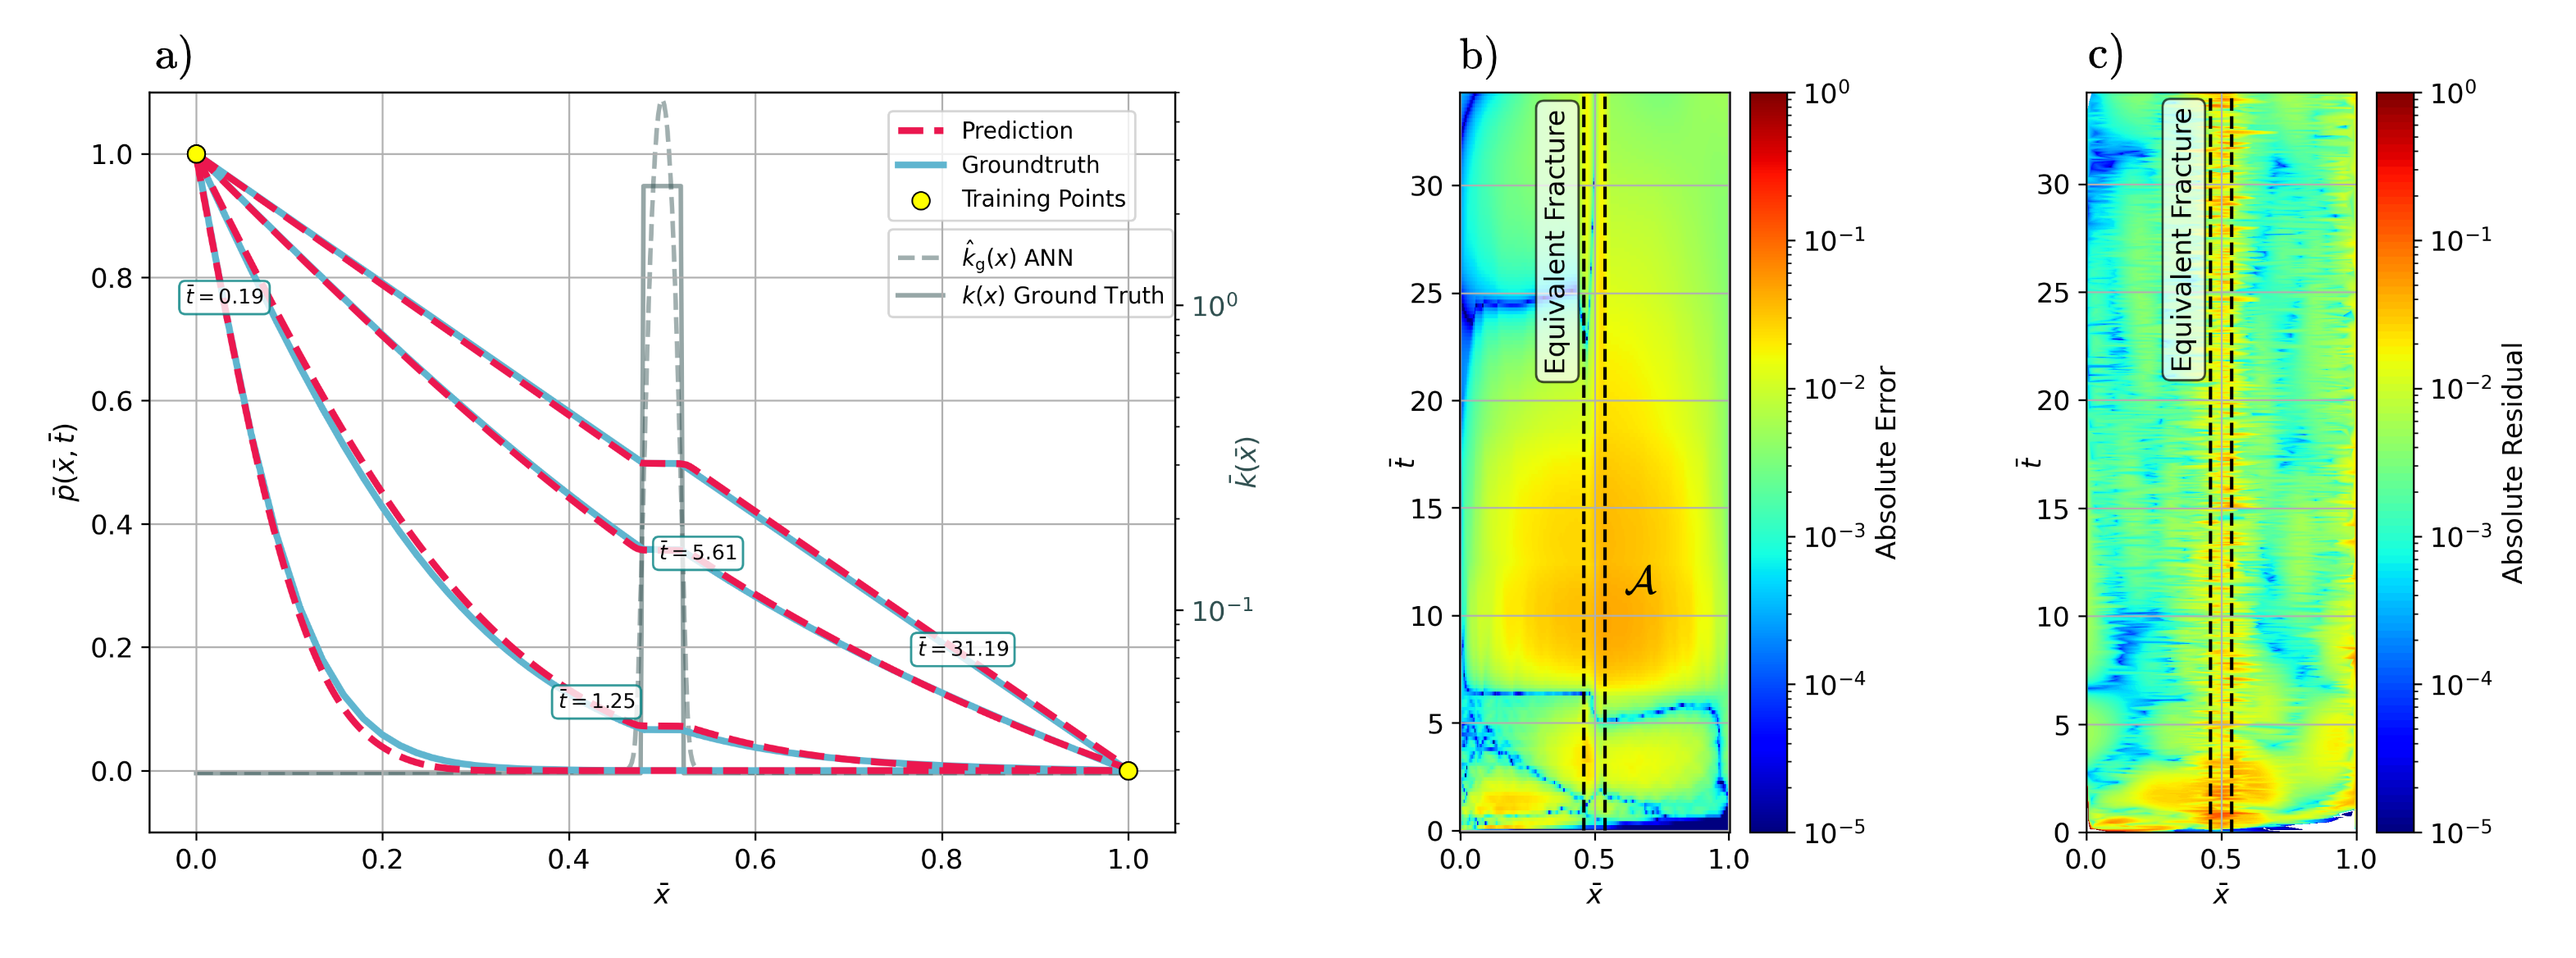 a)
1.0
0.8
0.6
0.4
0.2
0.0
p̄(x̄, t̄)
0.0 0.2 0.4 0.6 0.8 1.0
x̄
t̄ = 0.19
t̄ = 1.25
t̄ = 5.61
t̄ = 31.19
Prediction
Groundtruth
Training Points
k̂g(x) ANN
k(x) Ground Truth
10⁰
10⁻¹
k̄(x̄)
b)
30
25
20
15
10
5
0
t̄
Equivalent Fracture
𝒜
0.0 0.5 1.0
x̄
10⁰
10⁻¹
10⁻²
10⁻³
10⁻⁴
10⁻⁵
Absolute Error
c)
30
25
20
15
10
5
0
t̄
Equivalent Fracture
0.0 0.5 1.0
x̄
10⁰
10⁻¹
10⁻²
10⁻³
10⁻⁴
10⁻⁵
Absolute Residual